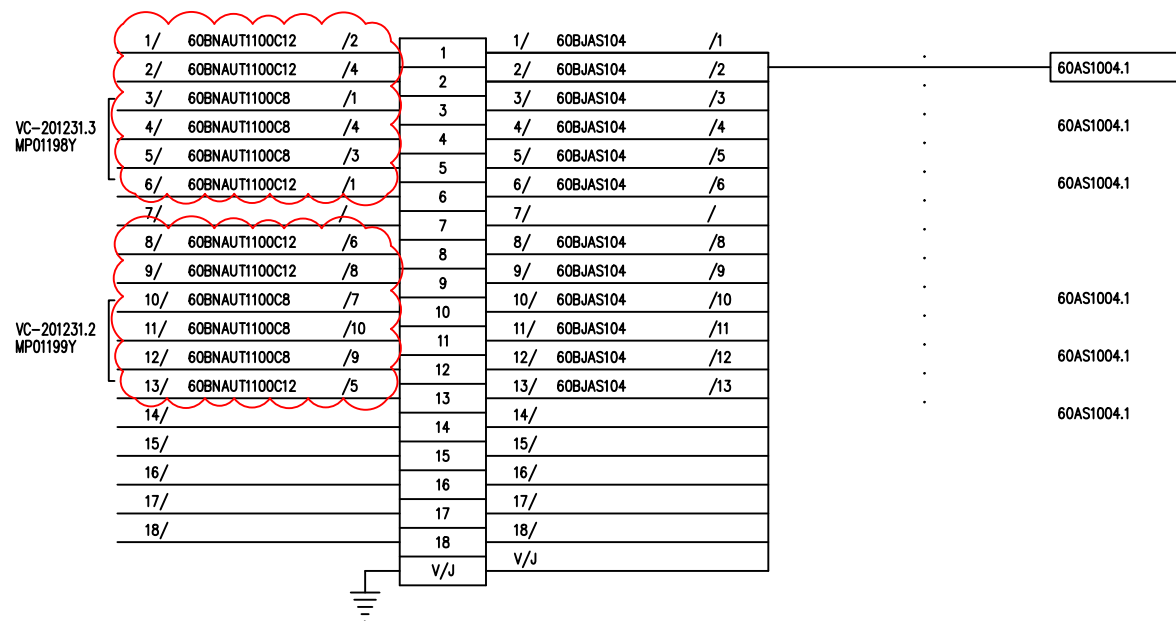 1/ 60BNAUT1100C12 /2 1 1/ 60BJAS104 /1
2/ 60BNAUT1100C12 /4 2 2/ 60BJAS104 /2 60AS1004.1
3/ 60BNAUT1100C8 /1 3 3/ 60BJAS104 /3
VC-201231.3
MP01198Y
4/ 60BNAUT1100C8 /4 4 4/ 60BJAS104 /4 60AS1004.1
5/ 60BNAUT1100C8 /3 5 5/ 60BJAS104 /5
6/ 60BNAUT1100C12 /1 6 6/ 60BJAS104 /6 60AS1004.1
7/ / 7 7/ /
8/ 60BNAUT1100C12 /6 8 8/ 60BJAS104 /8
9/ 60BNAUT1100C12 /8 9 9/ 60BJAS104 /9
10/ 60BNAUT1100C8 /7 10 10/ 60BJAS104 /10 60AS1004.1
VC-201231.2
MP01199Y
11/ 60BNAUT1100C8 /10 11 11/ 60BJAS104 /11
12/ 60BNAUT1100C8 /9 12 12/ 60BJAS104 /12 60AS1004.1
13/ 60BNAUT1100C12 /5 13 13/ 60BJAS104 /13
14/ 14 14/ 60AS1004.1
15/ 15 15/
16/ 16 16/
17/ 17 17/
18/ 18 18/
V/J V/J